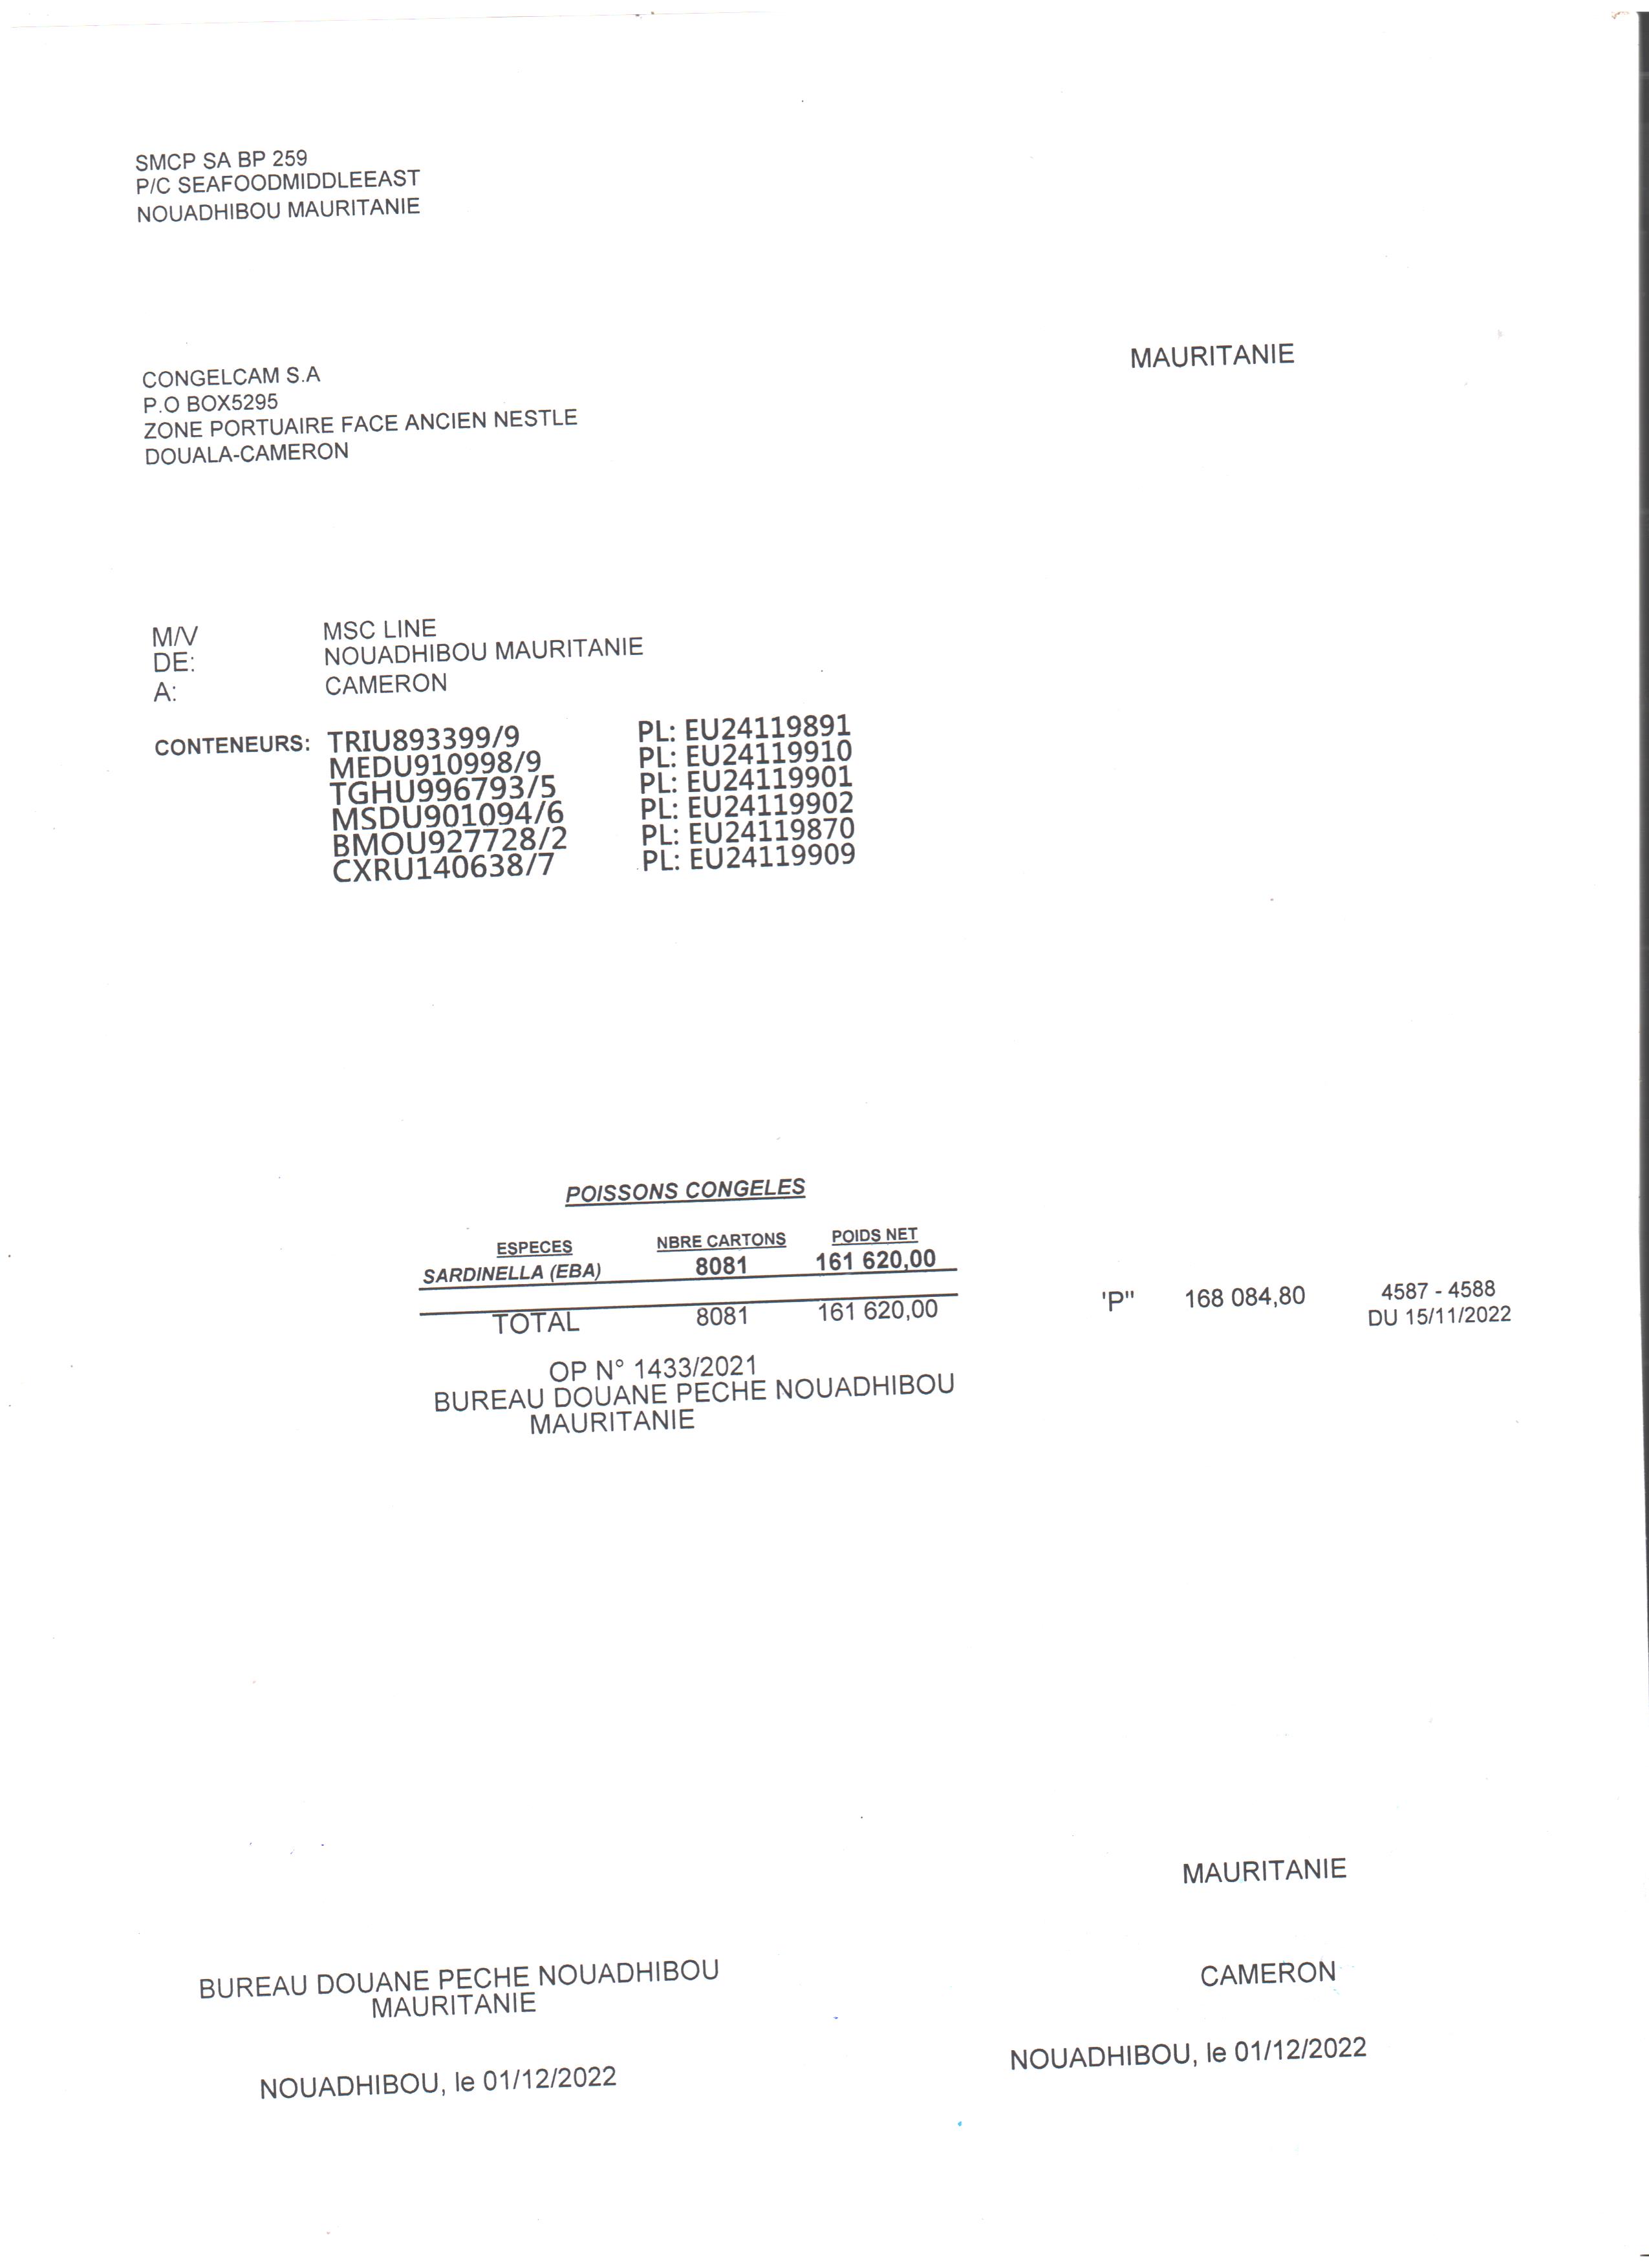 SMCP SA BP 259
P/C SEAFOODMIDDLEEAST
NOUADHIBOU MAURITANIE
MAURITANIE
CONGELCAM S.A
P.O BOX5295
ZONE PORTUAIRE FACE ANCIEN NESTLE
DOUALA-CAMERON
M/V MSC LINE
DE: NOUADHIBOU MAURITANIE
A: CAMERON
CONTENEURS: TRIU893399/9 PL: EU24119891
MEDU910998/9 PL: EU24119910
TGHU996793/5 PL: EU24119901
MSDU901094/6 PL: EU24119902
BMOU927728/2 PL: EU24119870
CXRU140638/7 PL: EU24119909
POISSONS CONGELES
ESPECES NBRE CARTONS POIDS NET
SARDINELLA (EBA) 8081 161 620,00
TOTAL 8081 161 620,00 'P" 168 084,80 4587 - 4588
DU 15/11/2022
OP N° 1433/2021
BUREAU DOUANE PECHE NOUADHIBOU
MAURITANIE
MAURITANIE
BUREAU DOUANE PECHE NOUADHIBOU CAMERON
MAURITANIE
NOUADHIBOU, le 01/12/2022 NOUADHIBOU, le 01/12/2022